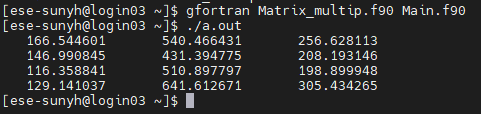 [ese-sunyh@login03 ~]$ gfortran Matrix_multip.f90 Main.f90
[ese-sunyh@login03 ~]$ ./a.out
166.544601 540.466431 256.628113
146.990845 431.394775 208.193146
116.358841 510.897797 198.899948
129.141037 641.612671 305.434265
[ese-sunyh@login03 ~]$